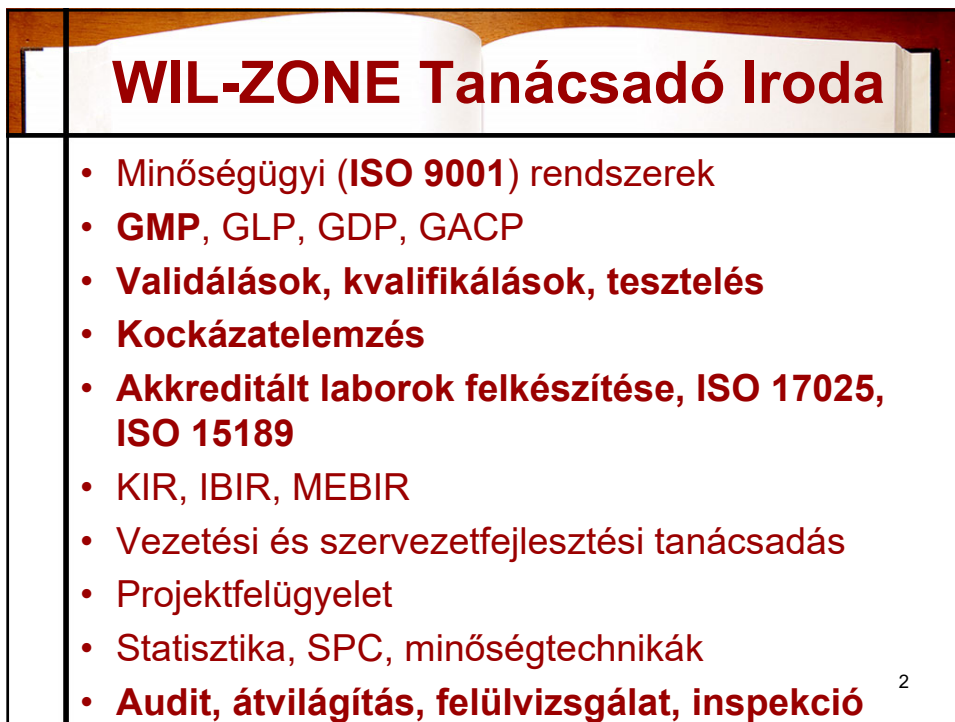 WIL-ZONE Tanácsadó Iroda
• Minőségügyi (ISO 9001) rendszerek
• GMP, GLP, GDP, GACP
• Validálások, kvalifikálások, tesztelés
• Kockázatelemzés
• Akkreditált laborok felkészítése, ISO 17025,
ISO 15189
• KIR, IBIR, MEBIR
• Vezetési és szervezetfejlesztési tanácsadás
• Projektfelügyelet
• Statisztika, SPC, minőségtechnikák
• Audit, átvilágítás, felülvizsgálat, inspekció
2